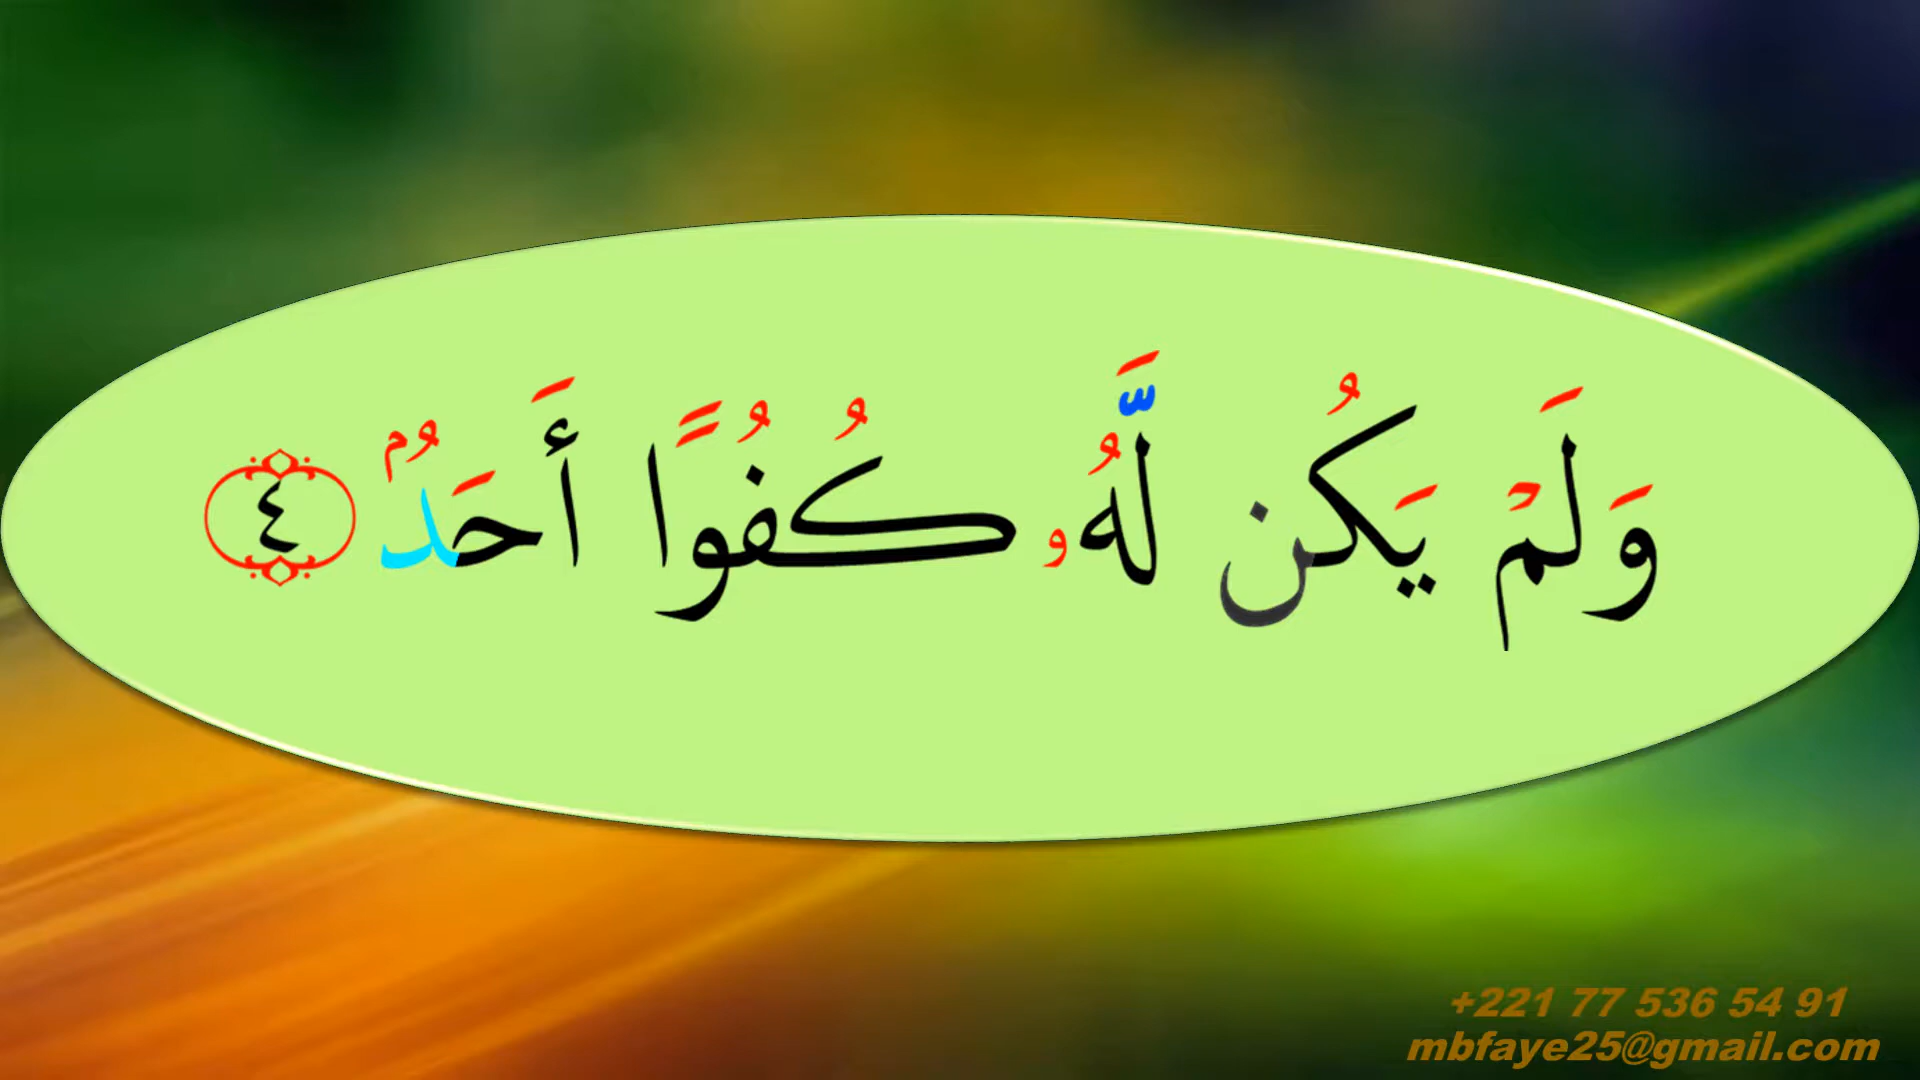 وَلَمْ يَكُن لَّهُۥ كُفُوًا أَحَدٌۢ ٤
+221 77 536 54 91
mbfaye25@gmail.com